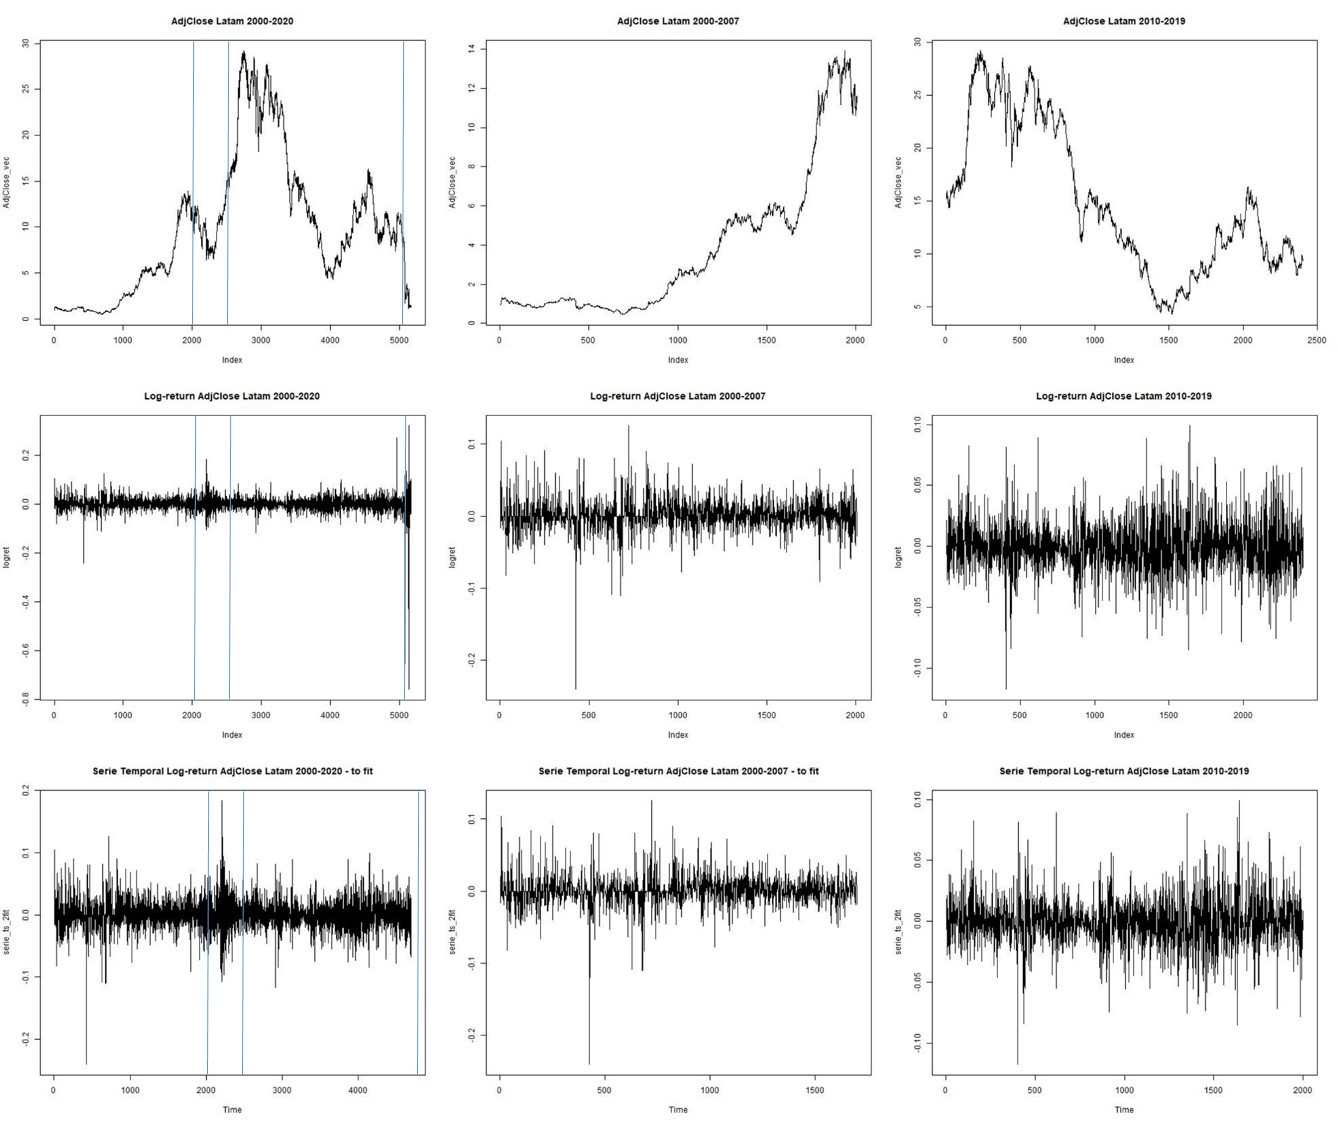 AdjClose Latam 2000-2020
AdjClose_vec
0 5 10 15 20 25 30
0 1000 2000 3000 4000 5000
Index
AdjClose Latam 2000-2007
AdjClose_vec
0 2 4 6 8 10 12 14
0 500 1000 1500 2000
Index
AdjClose Latam 2010-2019
AdjClose_vec
5 10 15 20 25 30
0 500 1000 1500 2000 2500
Index
Log-return AdjClose Latam 2000-2020
logret
-0.8 -0.6 -0.4 -0.2 0.0 0.2
0 1000 2000 3000 4000 5000
Index
Log-return AdjClose Latam 2000-2007
logret
-0.2 -0.1 0.0 0.1
0 500 1000 1500 2000
Index
Log-return AdjClose Latam 2010-2019
logret
-0.10 -0.05 0.00 0.05 0.10
0 500 1000 1500 2000
Index
Serie Temporal Log-return AdjClose Latam 2000-2020 - to fit
serie_ts_2fit
-0.2 -0.1 0.0 0.1 0.2
0 1000 2000 3000 4000
Time
Serie Temporal Log-return AdjClose Latam 2000-2007 - to fit
serie_ts_2fit
-0.2 -0.1 0.0 0.1
0 500 1000 1500
Time
Serie Temporal Log-return AdjClose Latam 2010-2019
serie_ts_2fit
-0.10 -0.05 0.00 0.05 0.10
0 500 1000 1500 2000
Time